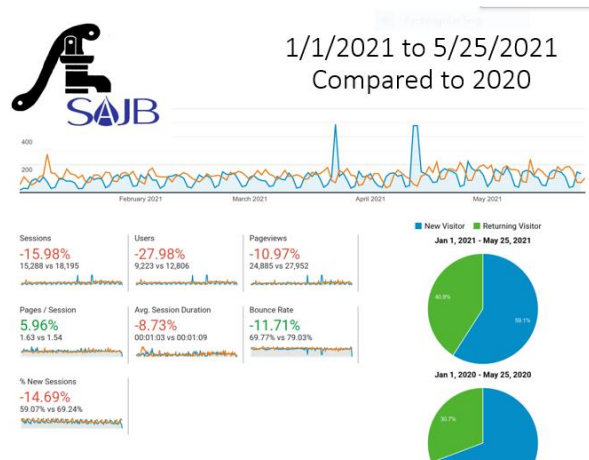 1/1/2021 to 5/25/2021
Compared to 2020
SAJB
400
200
February 2021
March 2021
April 2021
May 2021
New Visitor
Returning Visitor
Jan 1, 2021 - May 25, 2021
40.9%
59.1%
Sessions
-15.98%
15,288 vs 18,195
Users
-27.98%
9,223 vs 12,806
Pageviews
-10.97%
24,885 vs 27,952
Pages / Session
5.96%
1.63 vs 1.54
Avg. Session Duration
-8.73%
00:01:03 vs 00:01:09
Bounce Rate
-11.71%
69.77% vs 79.03%
% New Sessions
-14.69%
59.07% vs 69.24%
Jan 1, 2020 - May 25, 2020
30.7%